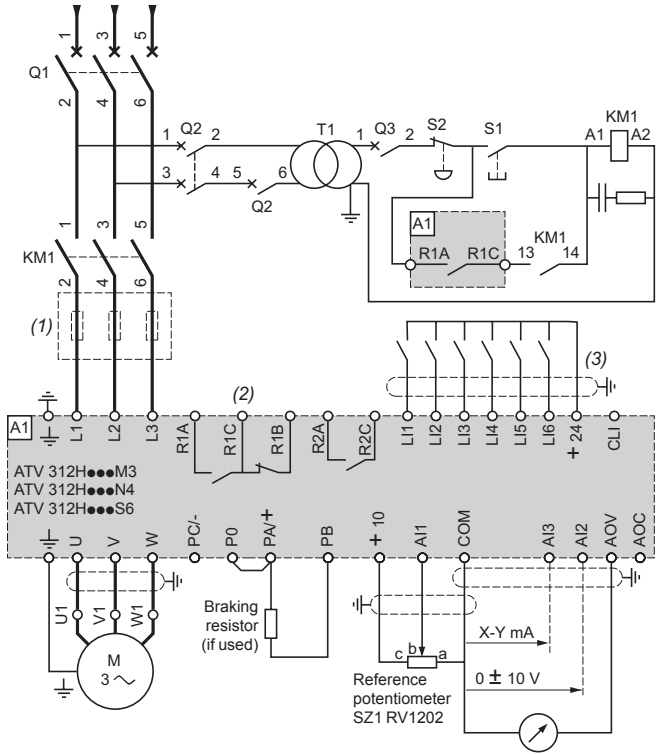 1 3 5
Q1
2 4 6
1 Q2 2 T1 1 Q3 2 S2 S1 KM1
A1 A2
3 4 5 6
Q2
A1
R1A R1C 13 KM1 14
1 3 5
KM1
2 4 6
(1)
(2)
(3)
A1
L1 L2 L3 R1A R1C R1B R2A R2C LI1 LI2 LI3 LI4 LI5 LI6 + 24 CLI
ATV 312H●●●M3
ATV 312H●●●N4
ATV 312H●●●S6
U V W PC/- P0 PA/+ PB + 10 AI1 COM AI3 AI2 AOV AOC
U1 V1 W1
M
3 ~
Braking
resistor
(if used)
c b a
Reference
potentiometer
SZ1 RV1202
X-Y mA
0 ± 10 V